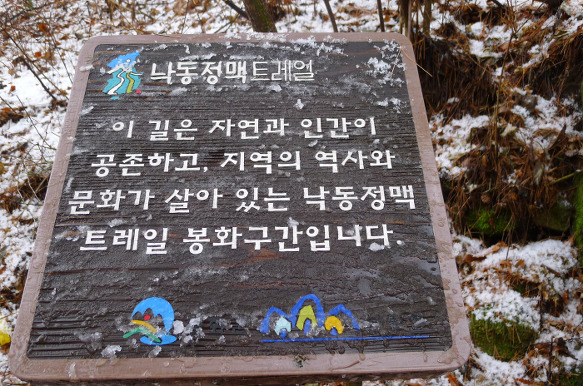 낙동정맥트레일
이 길은 자연과 인간이
공존하고, 지역의 역사와
문화가 살아 있는 낙동정맥
트레일 봉화구간입니다.